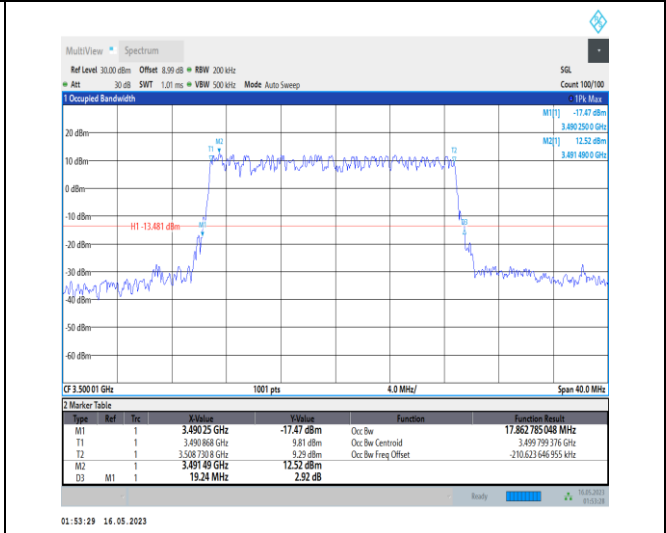 MultiView Spectrum
Ref Level 30.00 dBm Offset 8.99 dB RBW 200 kHz SGL
Att 30 dB SWT 1.01 ms VBW 500 kHz Mode Auto Sweep Count 100/100
1 Occupied Bandwidth 1Pk Max
M1[1] -17.47 dBm
3.490 250 0 GHz
M2[1] 12.52 dBm
3.491 490 0 GHz
20 dBm
M2
T1
T2
10 dBm
0 dBm
-10 dBm
M1
D3
H1 -13.481 dBm
-20 dBm
-30 dBm
-40 dBm
-50 dBm
-60 dBm
CF 3.500 01 GHz 1001 pts 4.0 MHz/ Span 40.0 MHz
2 Marker Table
Type Ref Trc X-Value Y-Value Function Function Result
M1 1 3.490 25 GHz -17.47 dBm Occ Bw 17.862 785 048 MHz
T1 1 3.490 868 GHz 9.81 dBm Occ Bw Centroid 3.499 799 376 GHz
T2 1 3.508 730 8 GHz 9.29 dBm Occ Bw Freq Offset -210.623 646 955 kHz
M2 1 3.491 49 GHz 12.52 dBm
D3 M1 1 19.24 MHz 2.92 dB
Ready 16.05.2023
01:53:28
01:53:29 16.05.2023